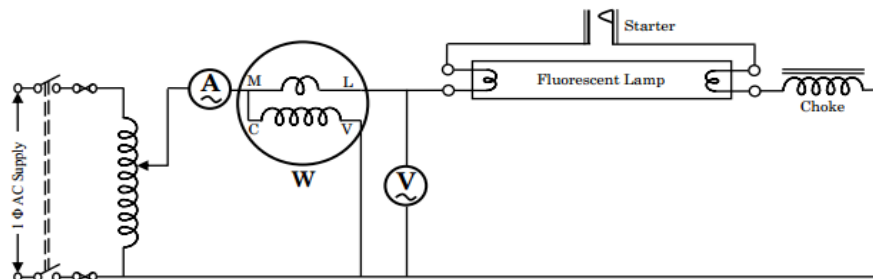 Starter
A
M
L
Fluorescent Lamp
C
V
Choke
W
V
1 Φ AC Supply